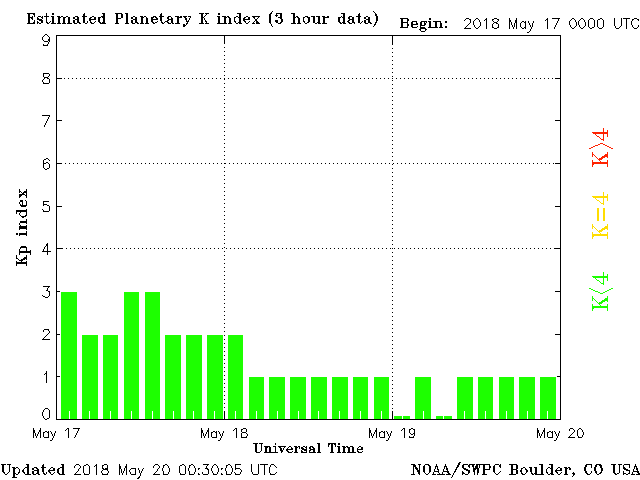 Estimated Planetary K index (3 hour data) Begin: 2018 May 17 0000 UTC
9
8
7
6
5
4
3
2
1
0
Kp index
May 17 May 18 May 19 May 20
Universal Time
K>4
K=4
K<4
Updated 2018 May 20 00:30:05 UTC NOAA/SWPC Boulder, CO USA